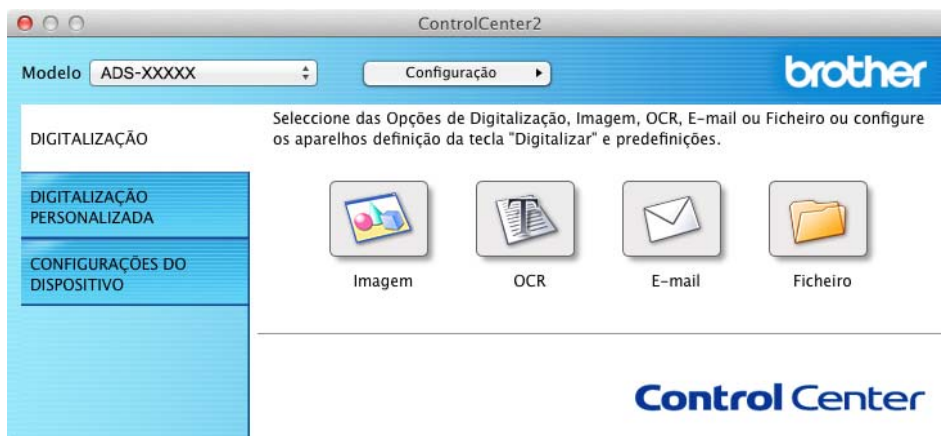 ControlCenter2
Modelo ADS-XXXXX Configuração brother
DIGITALIZAÇÃO
Seleccione das Opções de Digitalização, Imagem, OCR, E-mail ou Ficheiro ou configure
os aparelhos definição da tecla "Digitalizar" e predefinições.
DIGITALIZAÇÃO
PERSONALIZADA
CONFIGURAÇÕES DO
DISPOSITIVO
Imagem OCR E-mail Ficheiro
Control Center